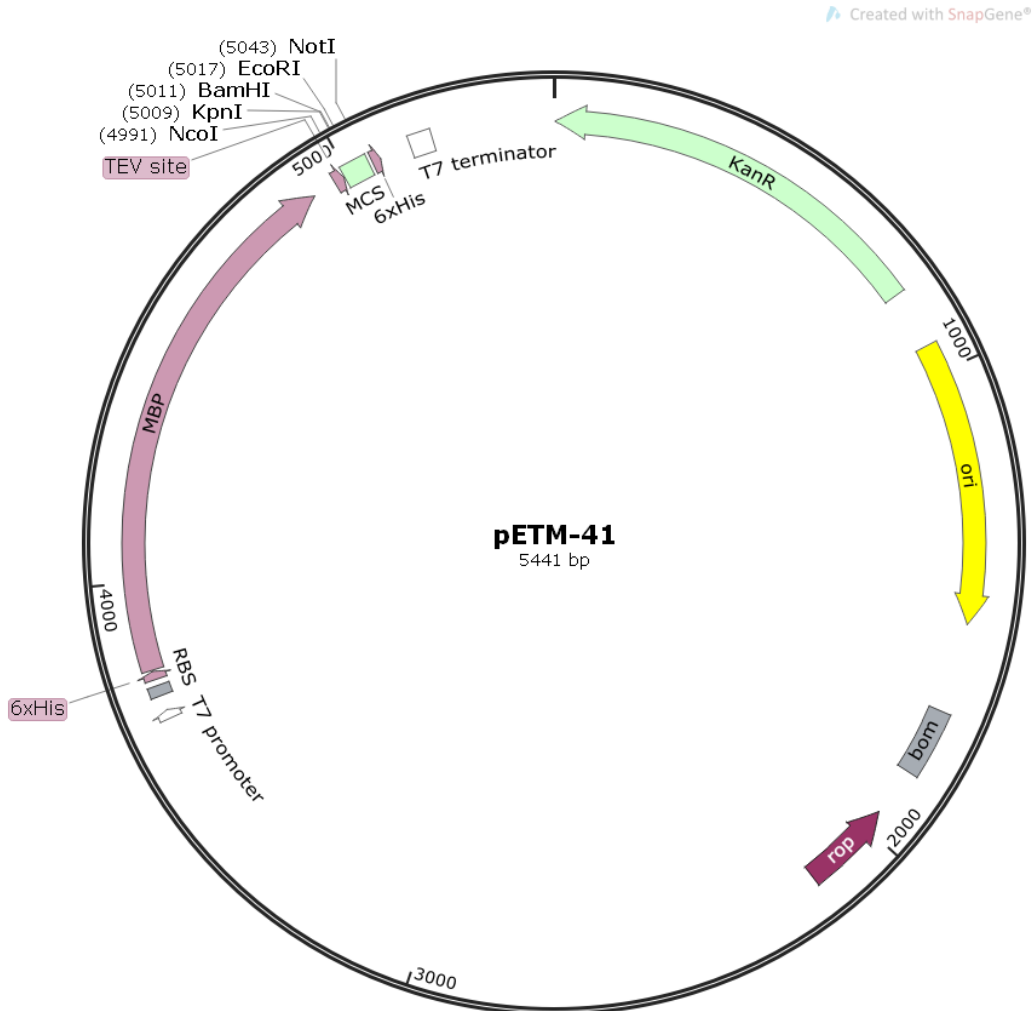 Created with SnapGene®
(5043) NotI
(5017) EcoRI
(5011) BamHI
(5009) KpnI
(4991) NcoI
TEV site
5000
MCS
6xHis
T7 terminator
KanR
1000
ori
MBP
pETM-41
5441 bp
4000
RBS
6xHis
T7 promoter
bom
2000
rop
3000